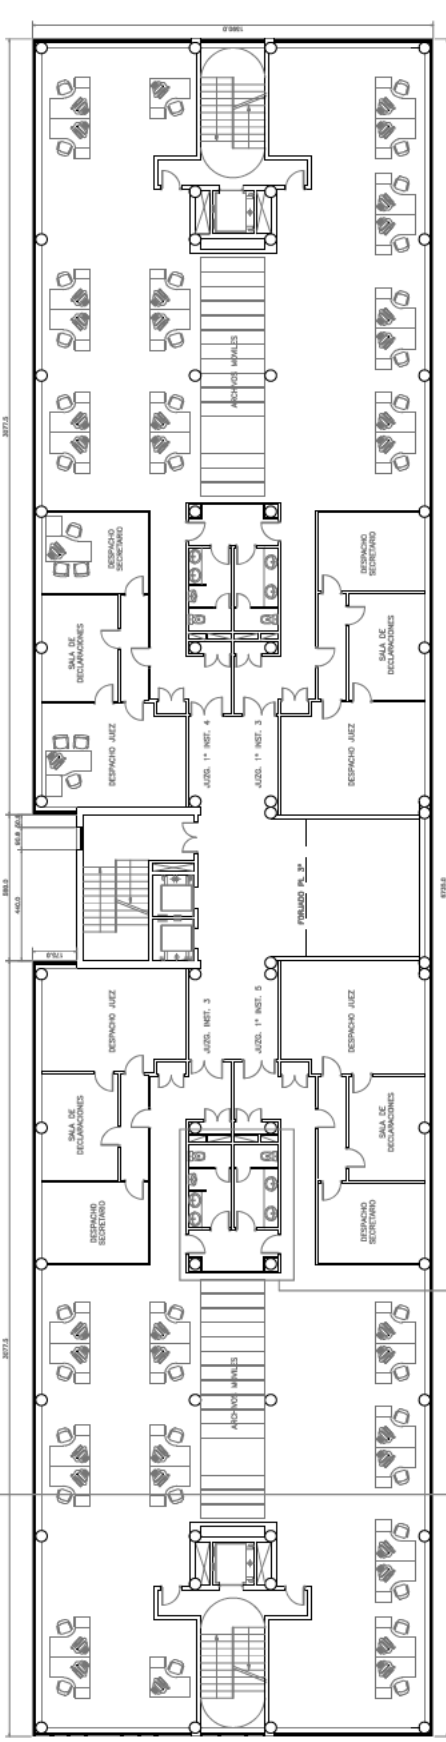 1590.0
ARCHIVOS MOVILES
3077.5
DESPACHO
SECRETARIO
DESPACHO
SECRETARIO
SALA DE
DECLARACIONES
SALA DE
DECLARACIONES
DESPACHO JUEZ
JUZG. 1ª INST. 4
JUZG. 1ª INST. 3
DESPACHO JUEZ
580.0
440.0
FORJADO PL 3ª
170.0
DESPACHO JUEZ
JUZG. INST. 3
JUZG. 1ª INST. 5
DESPACHO JUEZ
SALA DE
DECLARACIONES
SALA DE
DECLARACIONES
DESPACHO
SECRETARIO
DESPACHO
SECRETARIO
3077.5
ARCHIVOS MOVILES